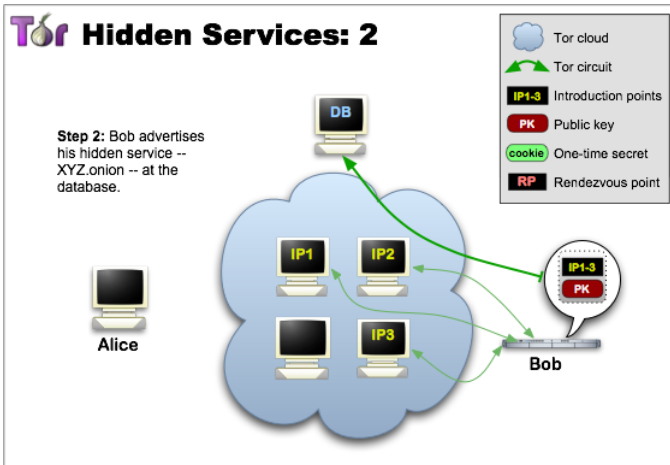 Tor Hidden Services: 2
Tor cloud
Tor circuit
IP1-3 Introduction points
PK Public key
cookie One-time secret
RP Rendezvous point
Step 2: Bob advertises
his hidden service --
XYZ.onion -- at the
database.
DB
IP1 IP2
IP3
IP1-3
PK
Alice
Bob